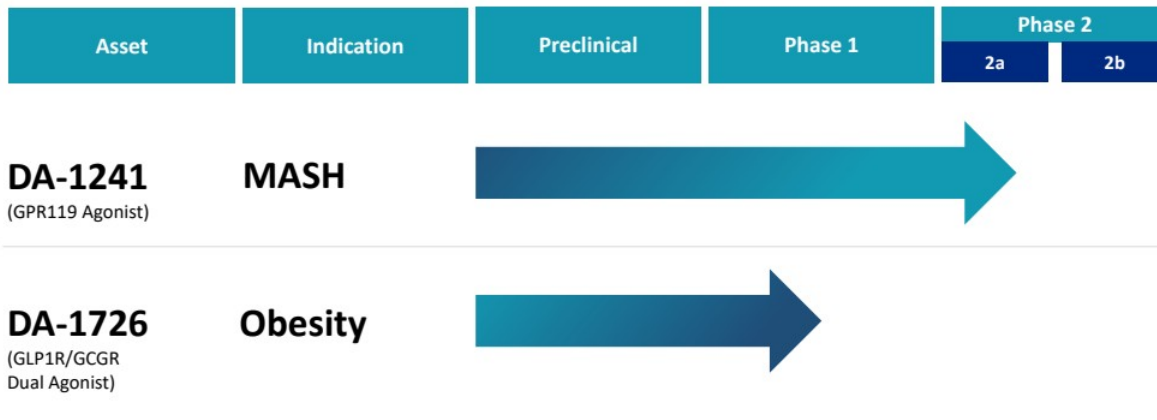 Asset Indication Preclinical Phase 1 Phase 2
2a 2b
DA-1241 MASH
(GPR119 Agonist)
DA-1726 Obesity
(GLP1R/GCGR
Dual Agonist)